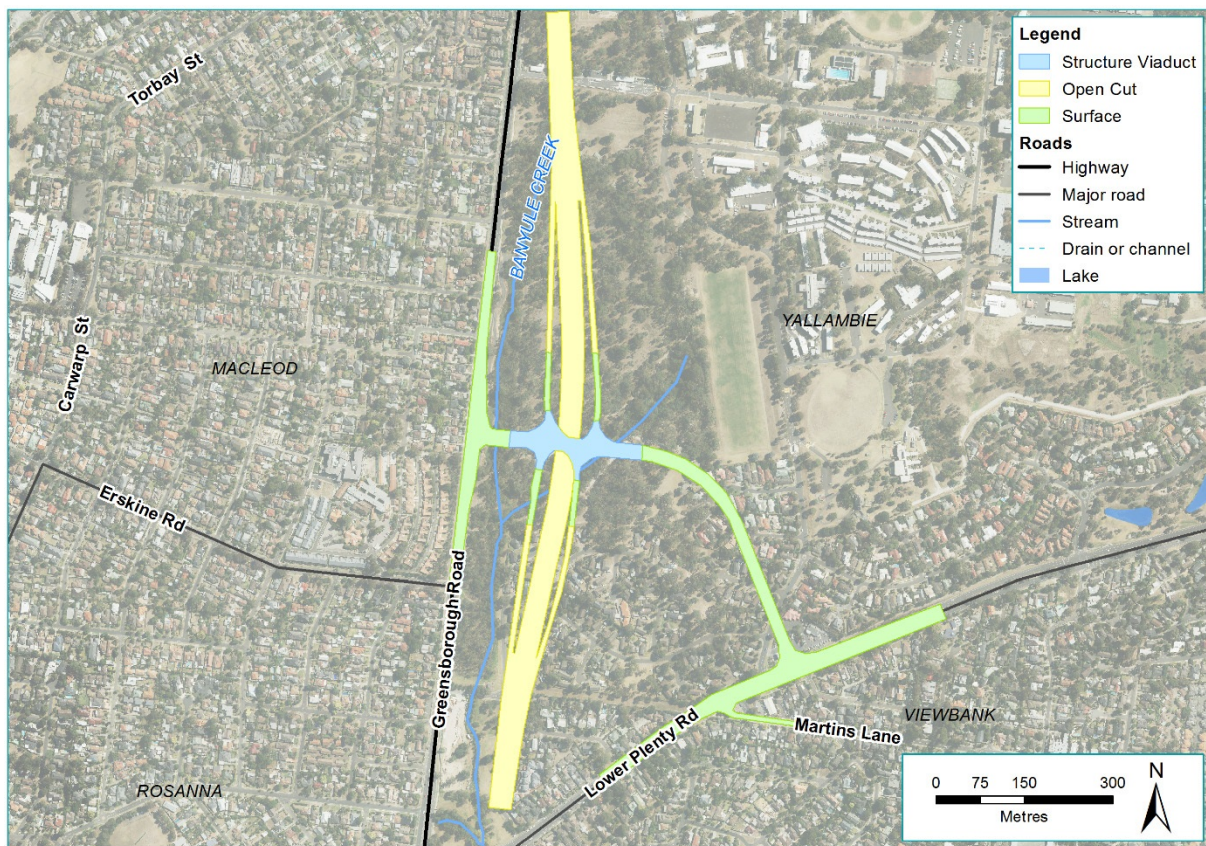 Torbay St
BANYULE CREEK
Carwarp St
MACLEOD
YALLAMBIE
Erskine Rd
Greensborough Road
Lower Plenty Rd
Martins Lane
VIEWBANK
ROSANNA
Legend
Structure Viaduct
Open Cut
Surface
Roads
Highway
Major road
Stream
Drain or channel
Lake
0 75 150 300
Metres
N